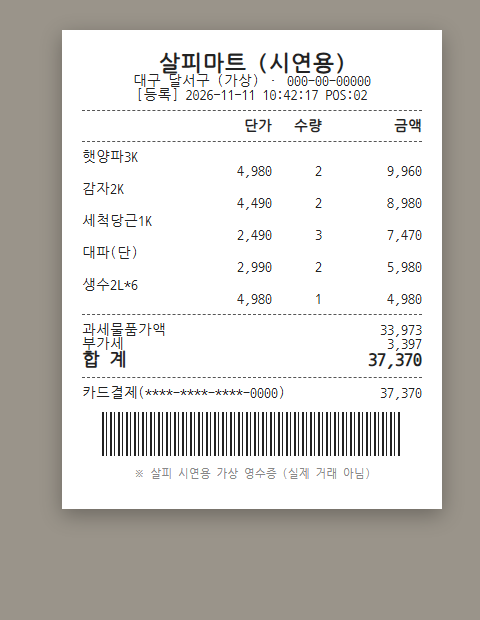 살피마트 (시연용)
대구 달서구 (가상) · 000-00-00000
[등록] 2026-11-11 10:42:17 POS:02
단가 수량 금액
햇양파3K
4,980 2 9,960
감자2K
4,490 2 8,980
세척당근1K
2,490 3 7,470
대파(단)
2,990 2 5,980
생수2L*6
4,980 1 4,980
과세물품가액 33,973
부가세 3,397
합 계 37,370
카드결제(****-****-****-0000) 37,370
※ 살피 시연용 가상 영수증 (실제 거래 아님)